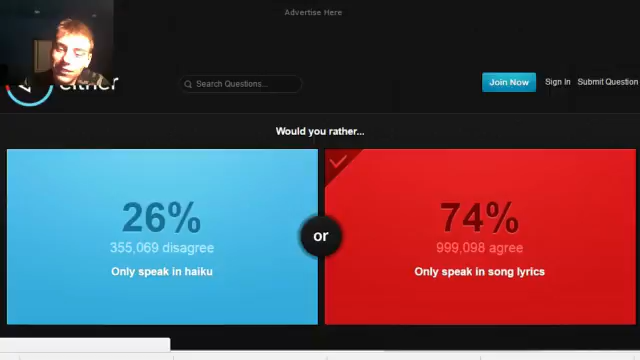 Advertise Here
either
Search Questions...
Join Now
Sign In
Submit Question
Would you rather...
26%
355,069 disagree
Only speak in haiku
or
74%
999,098 agree
Only speak in song lyrics